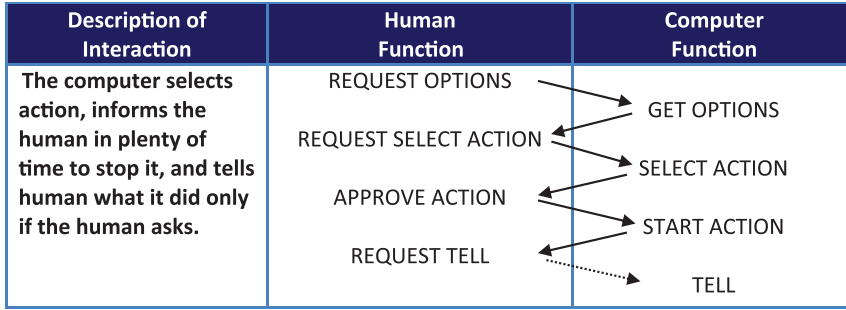 Description of
Interaction
Human
Function
Computer
Function
The computer selects
action, informs the
human in plenty of
time to stop it, and tells
human what it did only
if the human asks.
REQUEST OPTIONS
GET OPTIONS
REQUEST SELECT ACTION
SELECT ACTION
APPROVE ACTION
START ACTION
REQUEST TELL
TELL